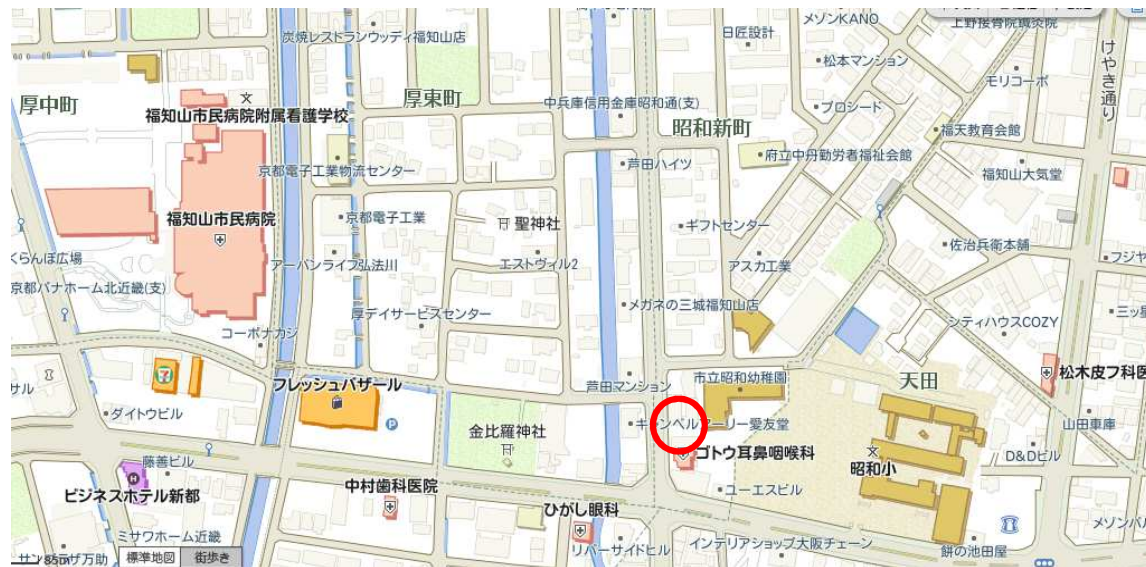 メゾンKANO
上野接骨院鍼灸院
炭焼レストランウッディ福知山店
日匠設計
松本マンション
けやき通り
モリコーポ
厚中町
厚東町
中兵庫信用金庫昭和通(支)
プロシード
福知山市民病院附属看護学校
昭和新町
福天教育会館
府立中丹勤労者福祉会館
京都電子工業物流センター
芦田ハイツ
福知山大気堂
福知山市民病院
京都電子工業
聖神社
ギフトセンター
佐治兵衛本舗
くらんぼ広場
アーバンライフ弘法川
エストヴィル2
アスカ工業
フジヤ
京都パナホーム北近畿(支)
メガネの三城福知山店
厚デイサービスセンター
コーポナカジ
シティハウスCOZY
三ッ星
サル
フレッシュバザール
芦田マンション
市立昭和幼稚園
天田
松木皮フ科医
ダイトウビル
P
金比羅神社
キャンベル
アーリー愛友堂
山田車庫
藤善ビル
ゴトウ耳鼻咽喉科
昭和小
D&Dビル
H
ビジネスホテル新都
中村歯科医院
ユーエスビル
ひがし眼科
メゾンパ
ミサワホーム近畿
リバーサイドヒル
インテリアショップ大阪チェーン
餅の池田屋
サンプラザ万助
85m
標準地図
街歩き